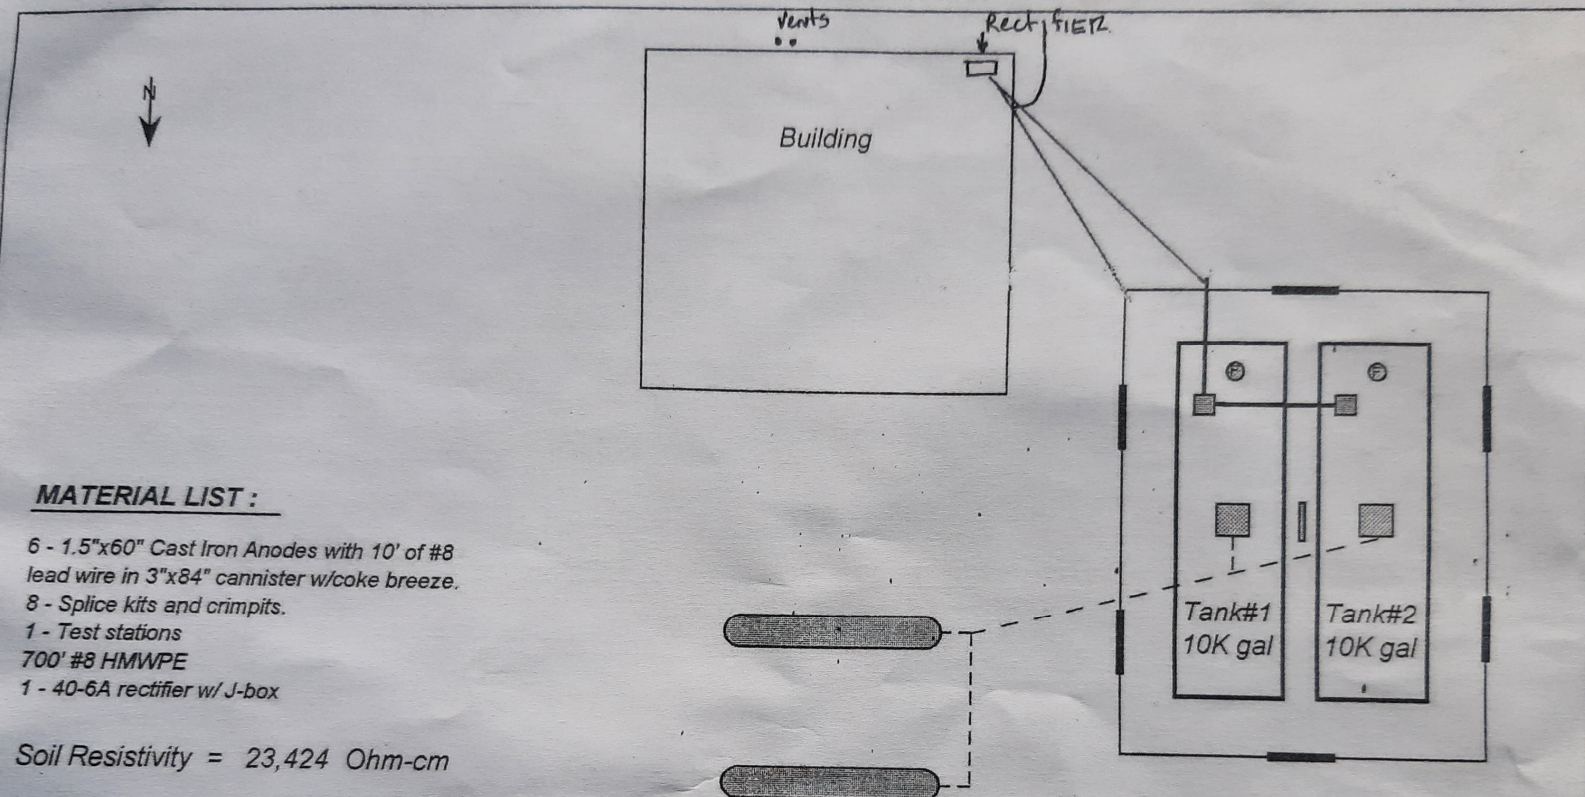 vents
RectifIER.
N
Building
MATERIAL LIST :
6 - 1.5"x60" Cast Iron Anodes with 10' of #8
lead wire in 3"x84" cannister w/coke breeze.
8 - Splice kits and crimpits.
1 - Test stations
700' #8 HMWPE
1 - 40-6A rectifier w/ J-box
Soil Resistivity = 23,424 Ohm-cm
F
F
Tank#1
10K gal
Tank#2
10K gal